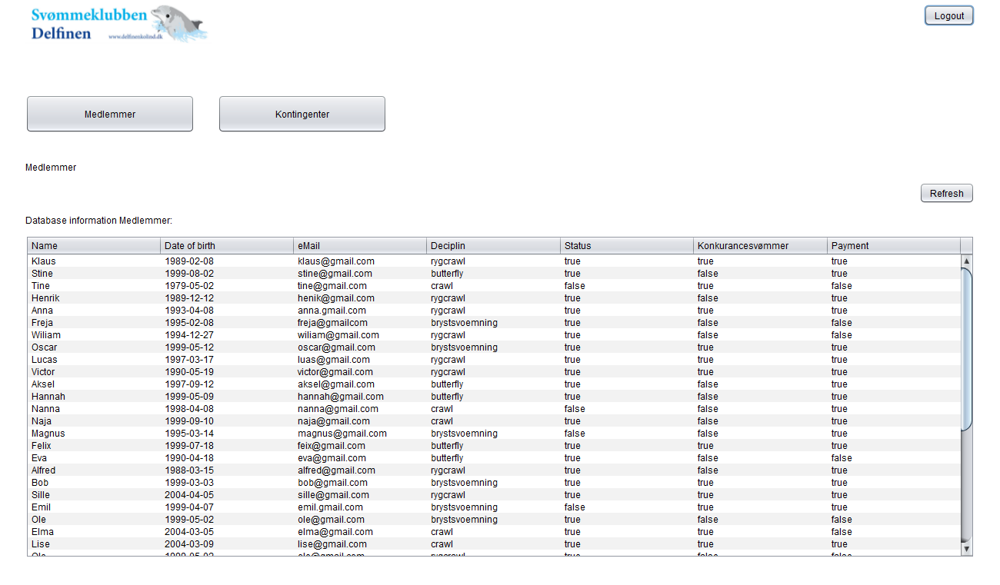 Svømmeklubben
Delfinen www.delfinenkolind.dk
Logout
Medlemmer Kontingenter
Medlemmer
Refresh
Database information Medlemmer:
Name Date of birth eMail Deciplin Status Konkurancesvømmer Payment
Klaus 1989-02-08 klaus@gmail.com rygcrawl true true true
Stine 1999-08-02 stine@gmail.com butterfly true false true
Tine 1979-05-02 tine@gmail.com crawl false true false
Henrik 1989-12-12 henik@gmail.com rygcrawl true false true
Anna 1993-04-08 anna.gmail.com rygcrawl true true true
Freja 1995-02-08 freja@gmailcom brystsvoemning true false false
Wiliam 1994-12-27 wiliam@gmail.com rygcrawl true false false
Oscar 1999-05-12 oscar@gmail.com brystsvoemning true true true
Lucas 1997-03-17 luas@gmail.com rygcrawl true true true
Victor 1990-05-19 victor@gmail.com rygcrawl true true true
Aksel 1997-09-12 aksel@gmail.com butterfly true false true
Hannah 1999-05-09 hannah@gmail.com butterfly true false true
Nanna 1998-04-08 nanna@gmail.com crawl false false true
Naja 1999-09-10 naja@gmail.com crawl true false true
Magnus 1995-03-14 magnus@gmail.com brystsvoemning false false true
Felix 1999-07-18 feix@gmail.com butterfly true true true
Eva 1990-04-18 eva@gmail.com butterfly true false false
Alfred 1988-03-15 alfred@gmail.com rygcrawl true false true
Bob 1999-03-03 bob@gmail.com brystsvoemning true true true
Sille 2004-04-05 sille@gmail.com rygcrawl true true true
Emil 1999-04-07 emil.gmail.com brystsvoemning false true true
Ole 1999-05-02 ole@gmail.com brystsvoemning true false false
Elma 2004-03-05 elma@gmail.com crawl true true false
Lise 2004-03-09 lise@gmail.com crawl true true true